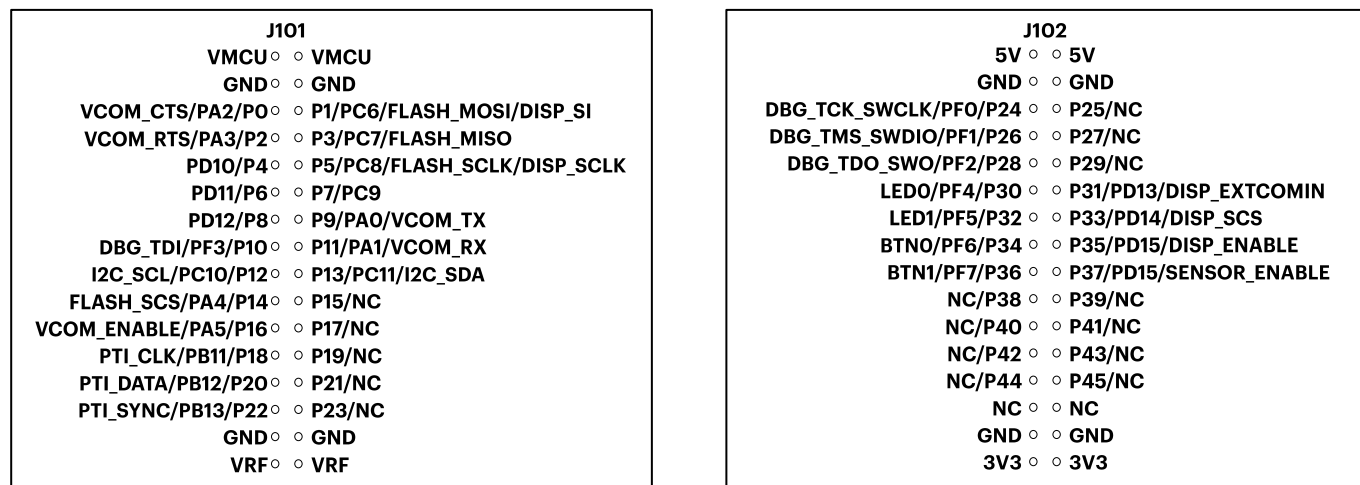 J101
VMCU VMCU
GND GND
VCOM_CTS/PA2/P0 P1/PC6/FLASH_MOSI/DISP_SI
VCOM_RTS/PA3/P2 P3/PC7/FLASH_MISO
PD10/P4 P5/PC8/FLASH_SCLK/DISP_SCLK
PD11/P6 P7/PC9
PD12/P8 P9/PA0/VCOM_TX
DBG_TDI/PF3/P10 P11/PA1/VCOM_RX
I2C_SCL/PC10/P12 P13/PC11/I2C_SDA
FLASH_SCS/PA4/P14 P15/NC
VCOM_ENABLE/PA5/P16 P17/NC
PTI_CLK/PB11/P18 P19/NC
PTI_DATA/PB12/P20 P21/NC
PTI_SYNC/PB13/P22 P23/NC
GND GND
VRF VRF
J102
5V 5V
GND GND
DBG_TCK_SWCLK/PF0/P24 P25/NC
DBG_TMS_SWDIO/PF1/P26 P27/NC
DBG_TDO_SWO/PF2/P28 P29/NC
LED0/PF4/P30 P31/PD13/DISP_EXTCOMIN
LED1/PF5/P32 P33/PD14/DISP_SCS
BTN0/PF6/P34 P35/PD15/DISP_ENABLE
BTN1/PF7/P36 P37/PD15/SENSOR_ENABLE
NC/P38 P39/NC
NC/P40 P41/NC
NC/P42 P43/NC
NC/P44 P45/NC
NC NC
GND GND
3V3 3V3